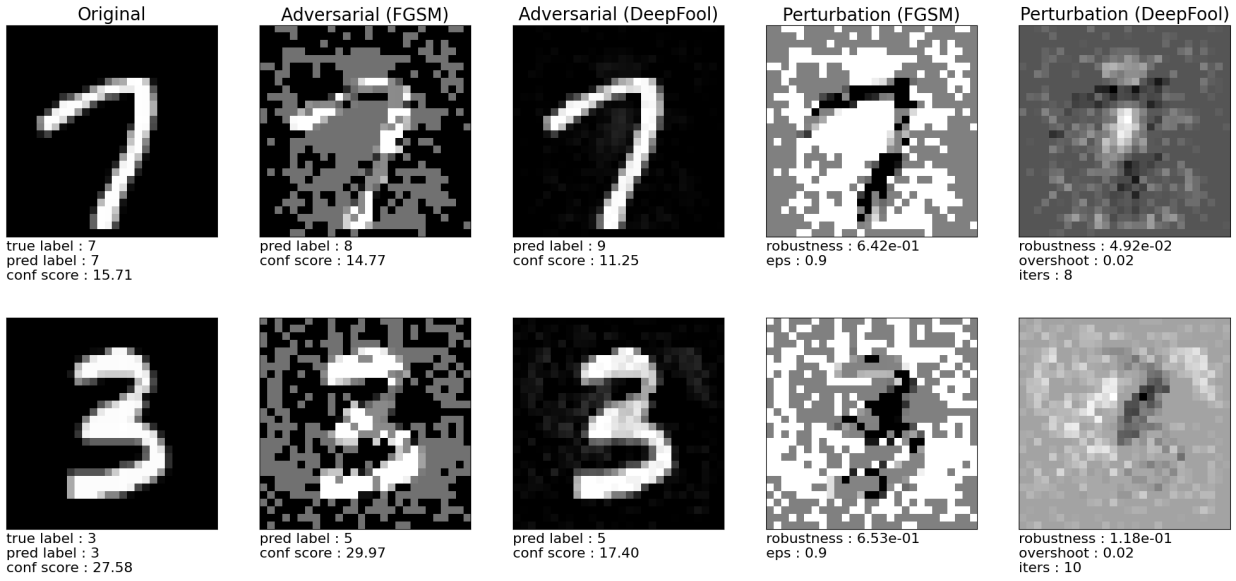 Original
Adversarial (FGSM)
Adversarial (DeepFool)
Perturbation (FGSM)
Perturbation (DeepFool)
true label : 7
pred label : 7
conf score : 15.71
pred label : 8
conf score : 14.77
pred label : 9
conf score : 11.25
robustness : 6.42e-01
eps : 0.9
robustness : 4.92e-02
overshoot : 0.02
iters : 8
true label : 3
pred label : 3
conf score : 27.58
pred label : 5
conf score : 29.97
pred label : 5
conf score : 17.40
robustness : 6.53e-01
eps : 0.9
robustness : 1.18e-01
overshoot : 0.02
iters : 10